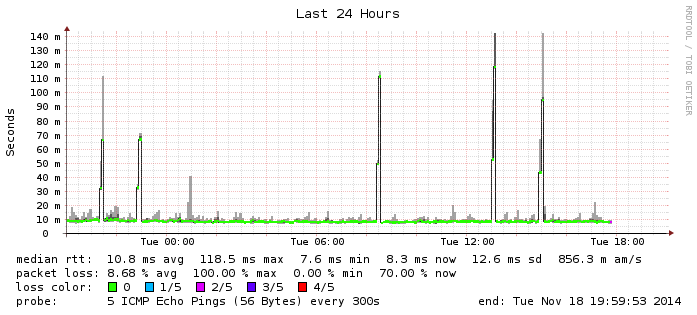 Last 24 Hours
RRDTOOL / TOBI OETIKER
Seconds
140 m
130 m
120 m
110 m
100 m
90 m
80 m
70 m
60 m
50 m
40 m
30 m
20 m
10 m
0
Tue 00:00 Tue 06:00 Tue 12:00 Tue 18:00
median rtt: 10.8 ms avg 118.5 ms max 7.6 ms min 8.3 ms now 12.6 ms sd 856.3 m am/s
packet loss: 8.68 % avg 100.00 % max 0.00 % min 70.00 % now
loss color: 0 1/5 2/5 3/5 4/5
probe: 5 ICMP Echo Pings (56 Bytes) every 300s end: Tue Nov 18 19:59:53 2014